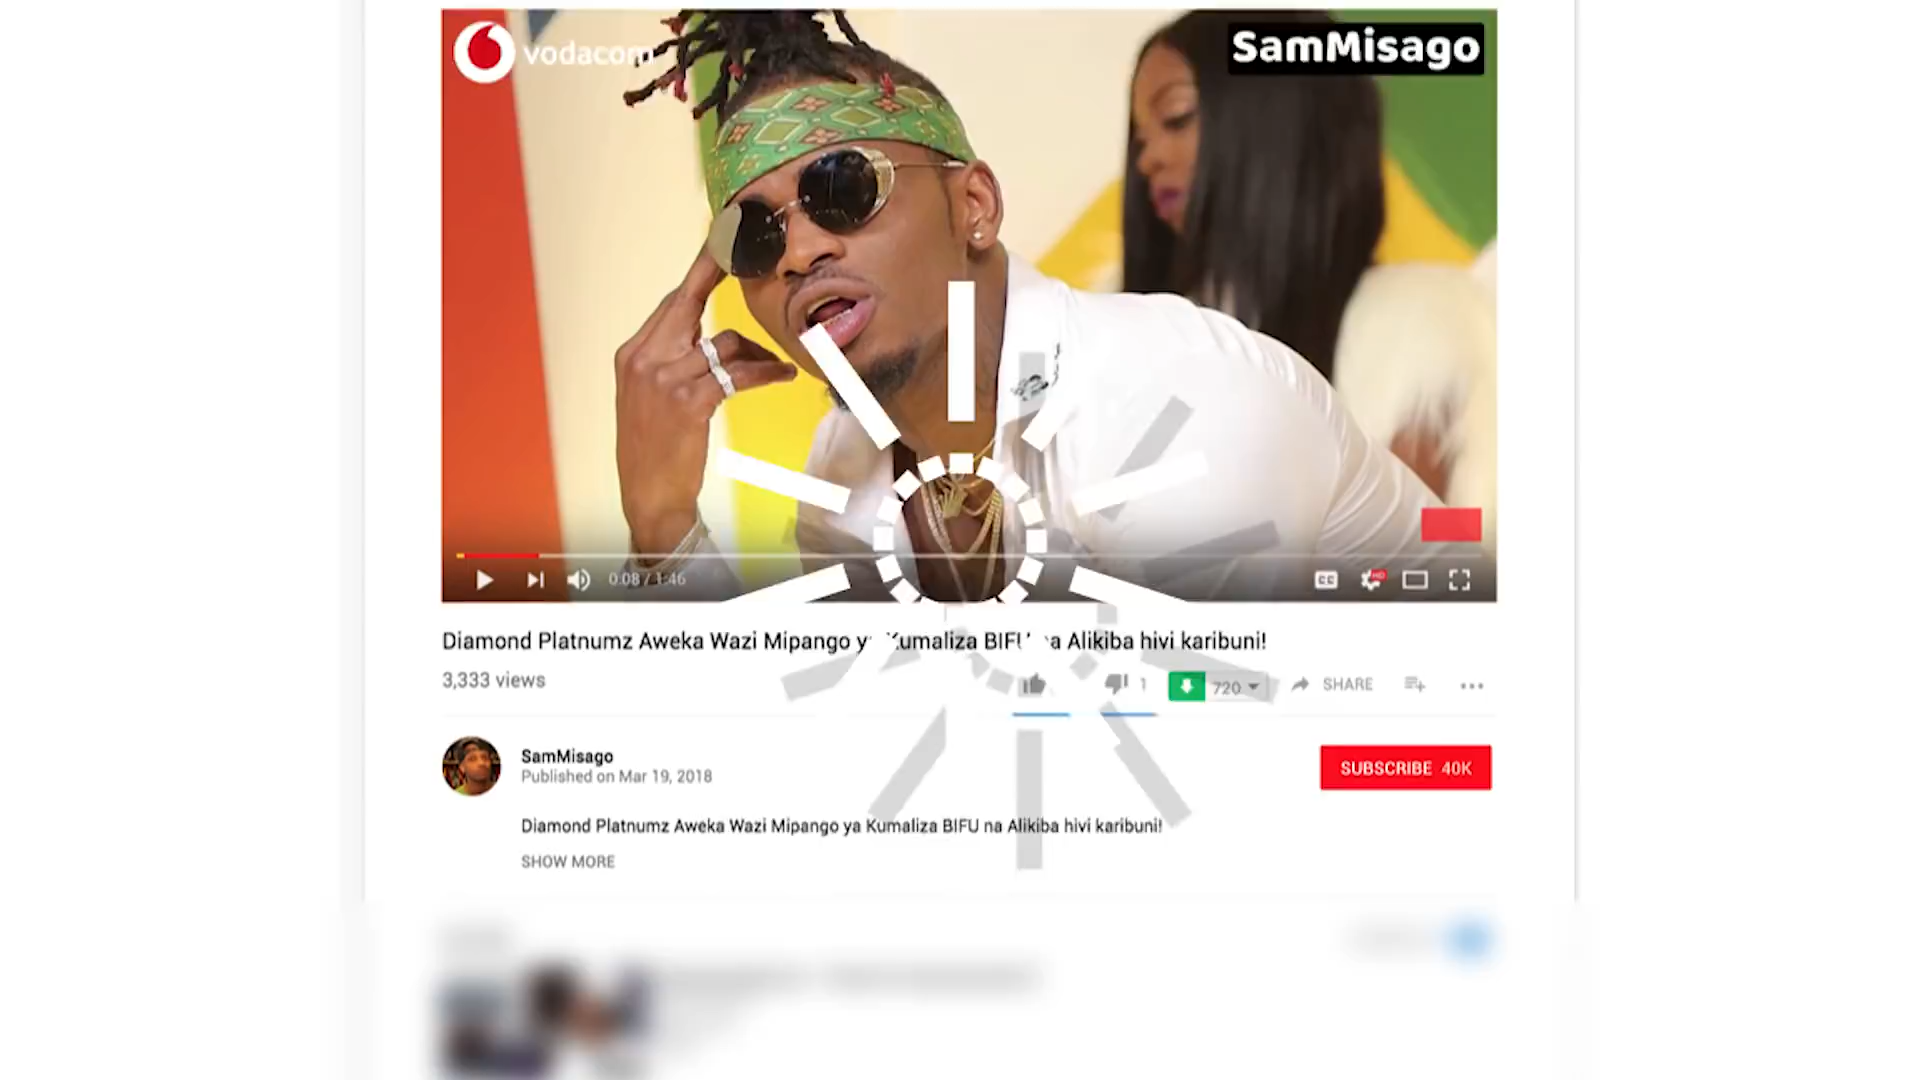 vodacom
SamMisago
0:08 / 1:46
CC
HD
Diamond Platnumz Aweka Wazi Mipango Kumaliza BIFU Alikiba hivi karibuni!
3,333 views
1
720
SHARE
SamMisago
Published on Mar 19, 2018
SUBSCRIBE 40K
Diamond Platnumz Aweka Wazi Mipango ya Kumaliza BIFU na Alikiba hivi karibuni!
SHOW MORE